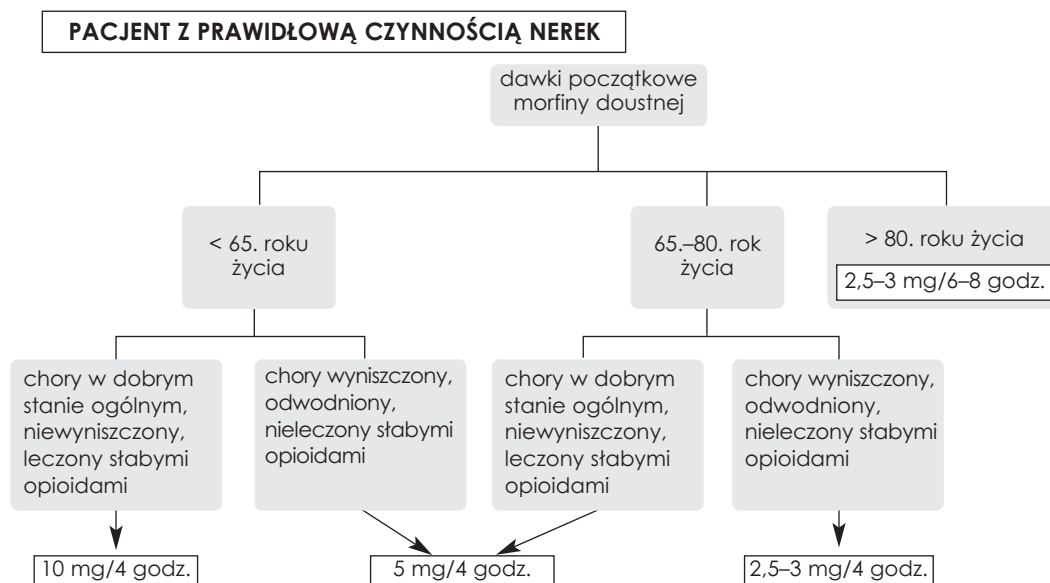 PACJENT Z PRAWIDŁOWĄ CZYNNOŚCIĄ NEREK
dawki początkowe
morfiny doustnej
< 65. roku
życia
65.–80. rok
życia
> 80. roku życia
2,5–3 mg/6–8 godz.
chory w dobrym
stanie ogólnym,
niewyniszczony,
leczony słabymi
opioidami
chory wyniszczony,
odwodniony,
nieleczony słabymi
opioidami
chory w dobrym
stanie ogólnym,
niewyniszczony,
leczony słabymi
opioidami
chory wyniszczony,
odwodniony,
nieleczony słabymi
opioidami
10 mg/4 godz.
5 mg/4 godz.
2,5–3 mg/4 godz.